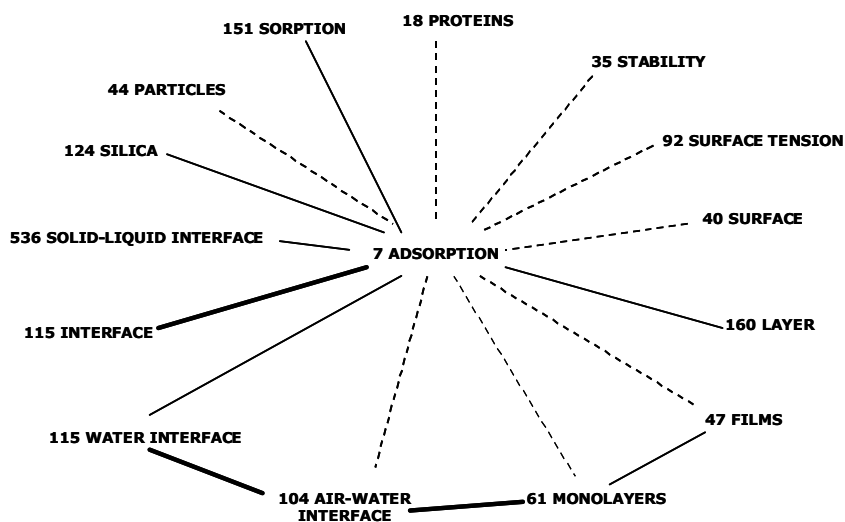 18 PROTEINS
151 SORPTION
35 STABILITY
44 PARTICLES
92 SURFACE TENSION
124 SILICA
40 SURFACE
536 SOLID-LIQUID INTERFACE
7 ADSORPTION
115 INTERFACE
160 LAYER
47 FILMS
115 WATER INTERFACE
104 AIR-WATER
INTERFACE
61 MONOLAYERS